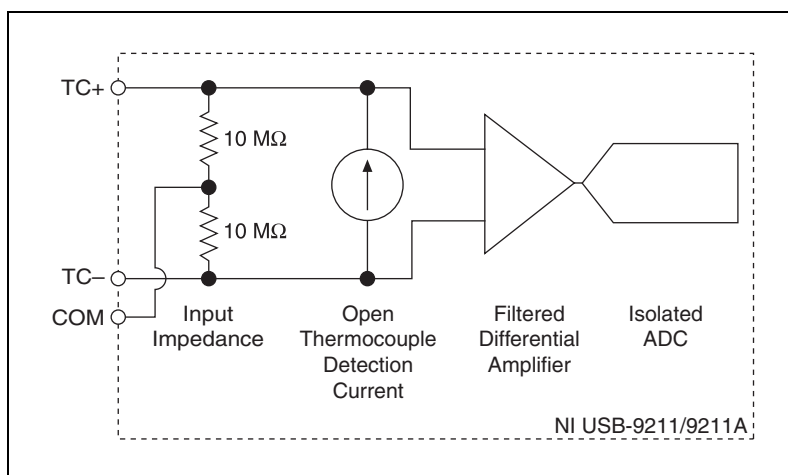 TC+
10 MΩ
10 MΩ
TC–
COM
Input
Impedance
Open
Thermocouple
Detection
Current
Filtered
Differential
Amplifier
Isolated
ADC
NI USB-9211/9211A